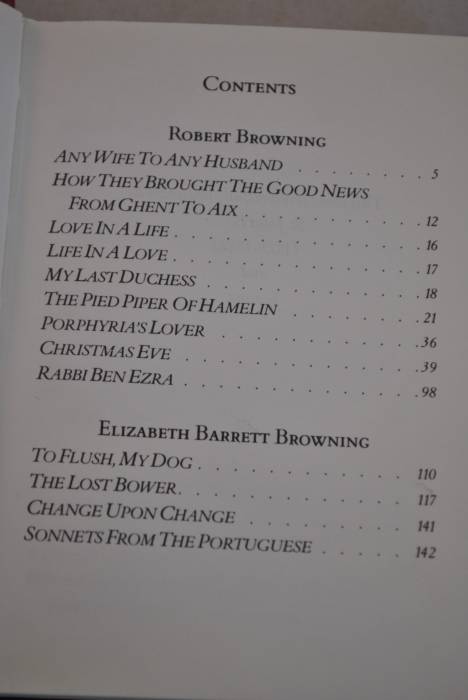 CONTENTS
ROBERT BROWNING
ANY WIFE TO ANY HUSBAND . . . . . . . . 5
HOW THEY BROUGHT THE GOOD NEWS
FROM GHENT TO AIX . . . . . . . . . . . 12
LOVE IN A LIFE . . . . . . . . . . . . . . 16
LIFE IN A LOVE . . . . . . . . . . . . . . 17
MY LAST DUCHESS . . . . . . . . . . . . 18
THE PIED PIPER OF HAMELIN . . . . . . . 21
PORPHYRIA'S LOVER . . . . . . . . . . . 36
CHRISTMAS EVE . . . . . . . . . . . . . 39
RABBI BEN EZRA . . . . . . . . . . . . . 98
ELIZABETH BARRETT BROWNING
TO FLUSH, MY DOG . . . . . . . . . . . 110
THE LOST BOWER . . . . . . . . . . . . 117
CHANGE UPON CHANGE . . . . . . . . . 141
SONNETS FROM THE PORTUGUESE . . . . . 142